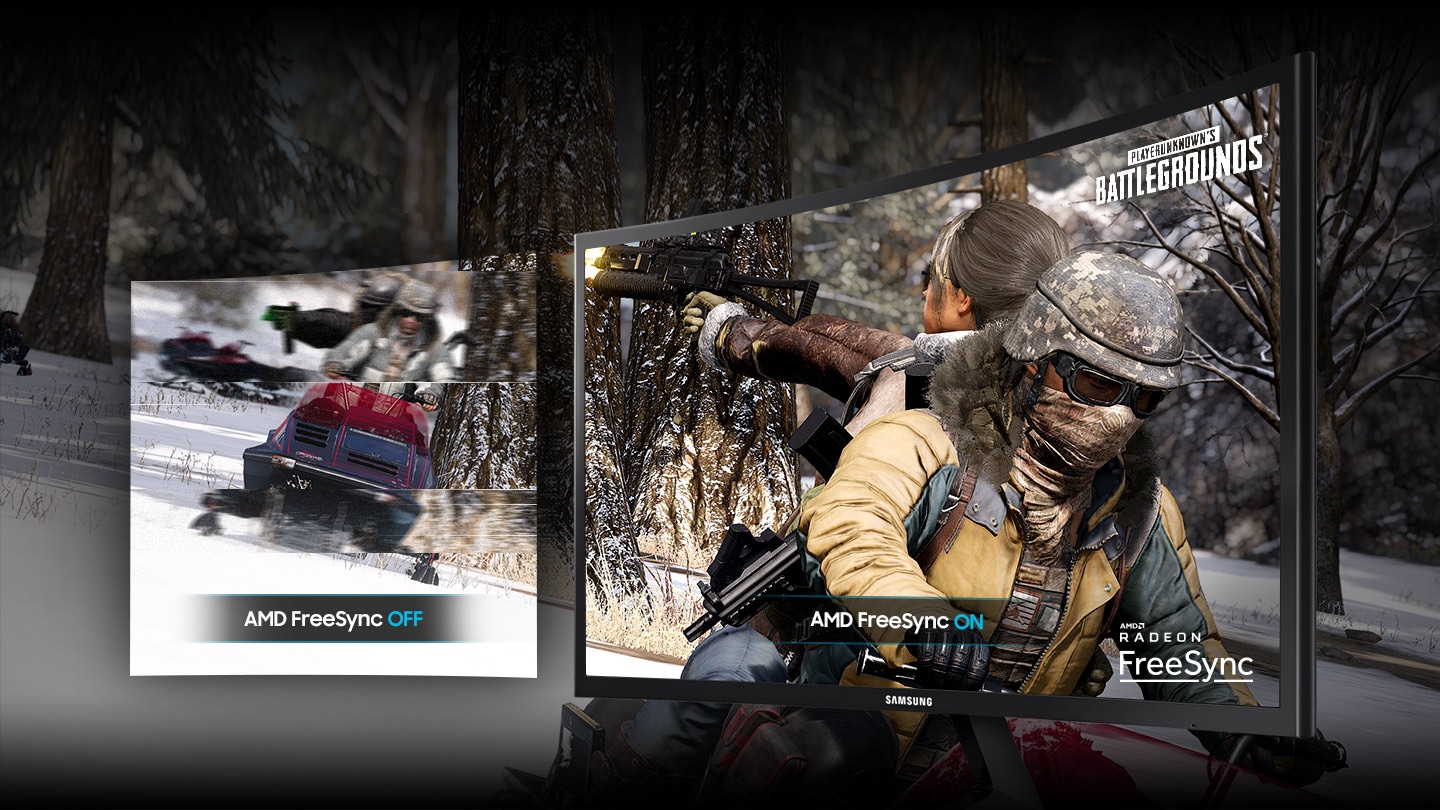 PLAYERUNKNOWN'S
BATTLEGROUNDS
AMD FreeSync OFF
AMD FreeSync ON
AMD
RADEON
FreeSync
SAMSUNG